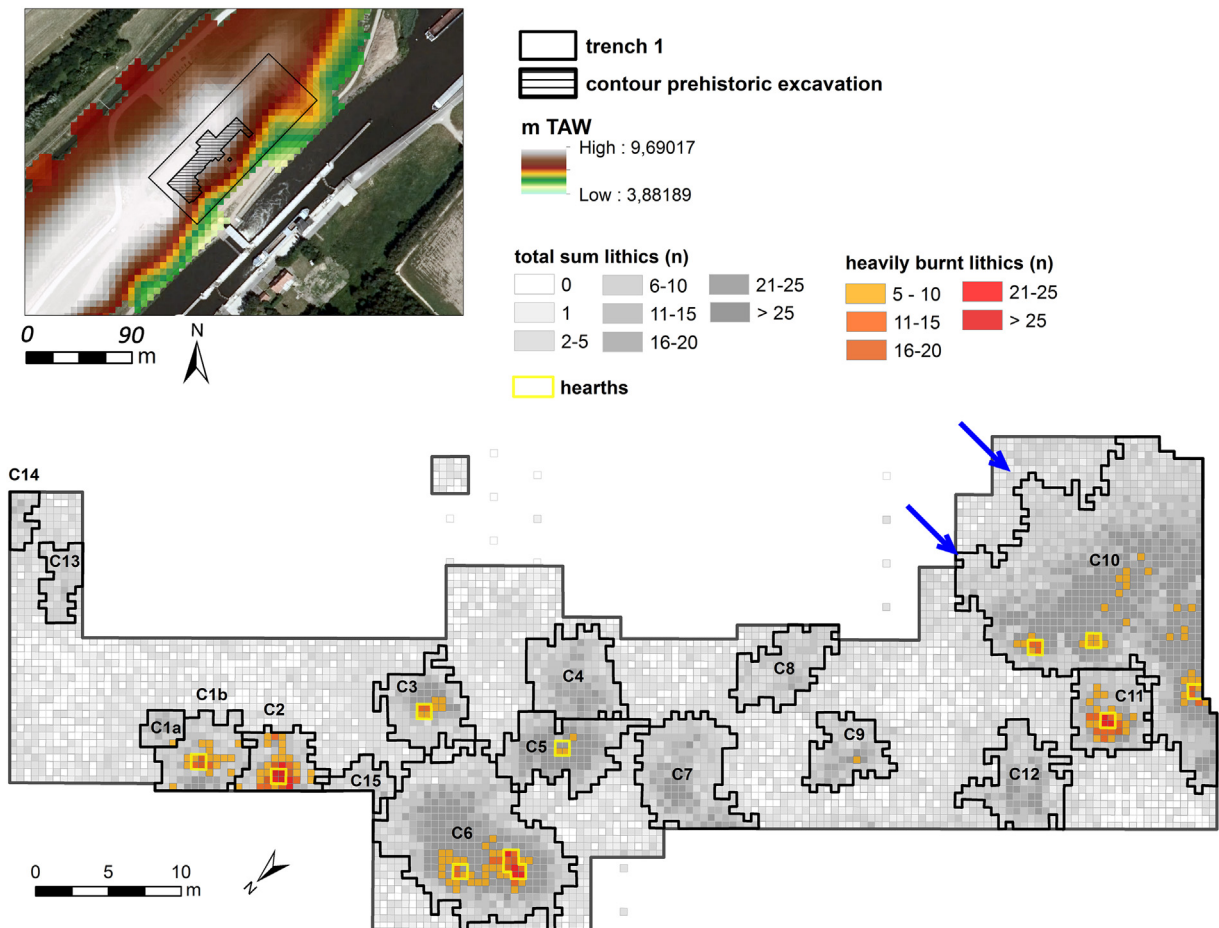 trench 1
contour prehistoric excavation
m TAW
High : 9,69017
Low : 3,88189
0 90
m
N
total sum lithics (n)
0
1
2-5
6-10
11-15
16-20
21-25
> 25
heavily burnt lithics (n)
5 - 10
11-15
16-20
21-25
> 25
hearths
C14
C13
C10
C4
C8
C3
C1b
C11
C2
C1a
C9
C5
C7
C12
C15
C6
0 5 10
m
N